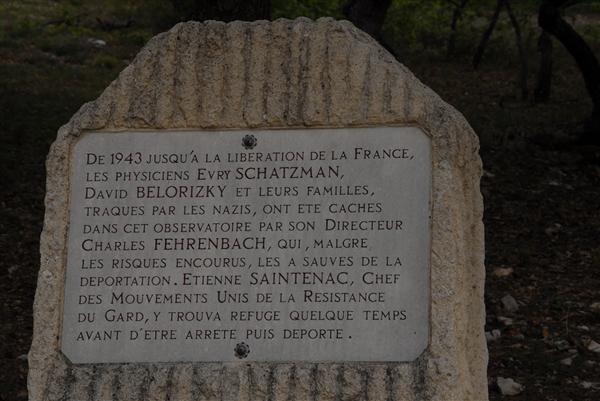 De 1943 jusqu'à la liberation de la France,
les physiciens Evry SCHATZMAN,
David BELORIZKY et leurs familles,
traques par les nazis, ont ete caches
dans cet observatoire par son Directeur
Charles FEHRENBACH, qui, malgre
les risques encourus, les a sauves de la
deportation. Etienne SAINTENAC, Chef
des Mouvements Unis de la Resistance
du Gard, y trouva refuge quelque temps
avant d'etre arrete puis deporte.